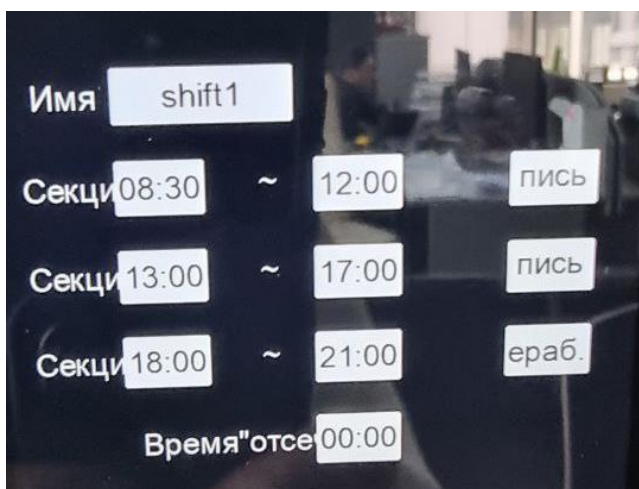 Имя shift1
Секци 08:30 ~ 12:00 пись
Секци 13:00 ~ 17:00 пись
Секци 18:00 ~ 21:00 ераб.
Время"отсе 00:00